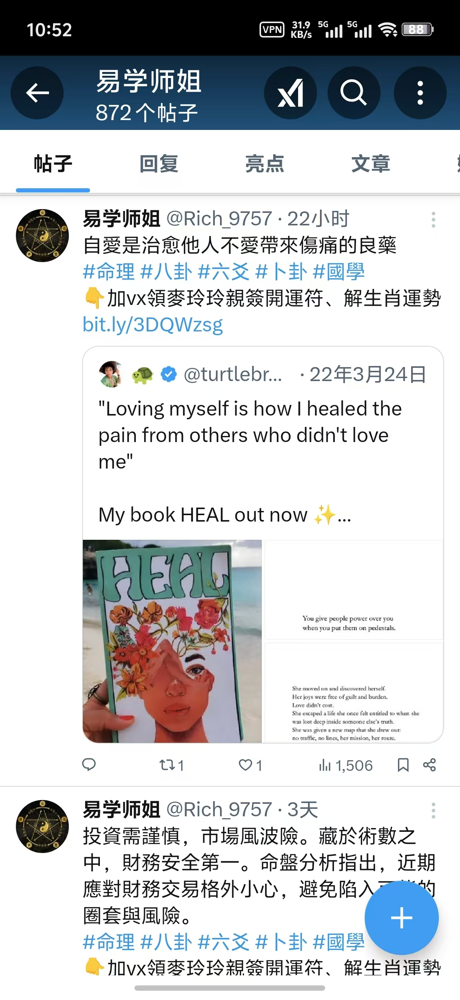 10:52
VPN
31.9
KB/s
5G
5G
88
易学师姐
872个帖子
帖子
回复
亮点
文章
易学师姐 @Rich_9757 · 22小时
自愛是治愈他人不愛帶來傷痛的良藥
#命理 #八卦 #六爻 #卜卦 #國學
👇加vx領麥玲玲親簽開運符、解生肖運勢
bit.ly/3DQWzsg
🐢 @turtlebr... · 22年3月24日
"Loving myself is how I healed the
pain from others who didn't love
me"
My book HEAL out now ✨...
HEAL
You give people power over you
when you put them on pedestals.
She moved on and discovered herself.
Her joys were free of guilt and burden.
Love didn't cost.
She escaped a life she once felt entitled to when she
was lost deep inside someone else's truth.
She was given a new map that she drew out:
no traffic, no lines, her mission, her route.
1
1
1,506
易学师姐 @Rich_9757 · 3天
投資需謹慎，市場風波險。藏於術數之
中，財務安全第一。命盤分析指出，近期
應對財務交易格外小心，避免陷入的
圈套與風險。
#命理 #八卦 #六爻 #卜卦 #國學
👇加vx領麥玲玲親簽開運符、解生肖運勢